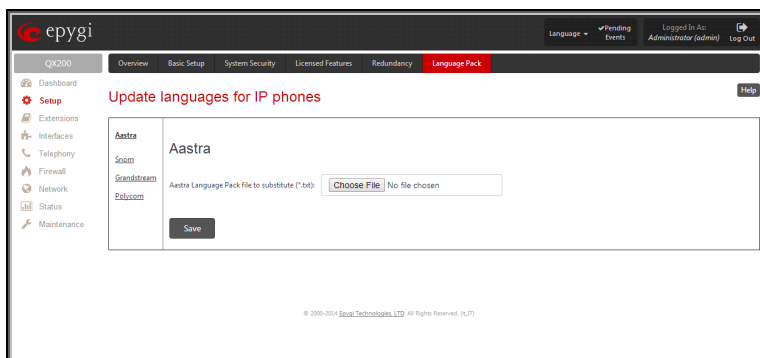 epygi
Language
Pending Events
Logged In As:
Administrator (admin)
Log Out
QX200
Overview Basic Setup System Security Licensed Features Redundancy Language Pack
Dashboard
Setup
Extensions
Interfaces
Telephony
Firewall
Network
Status
Maintenance
Update languages for IP phones
Help
Aastra
Snom
Grandstream
Polycom
Aastra
Aastra Language Pack file to substitute (*.txt): Choose File No file chosen
Save
© 2000-2014 Epygi Technologies, LTD. All Rights Reserved. (it_IT)